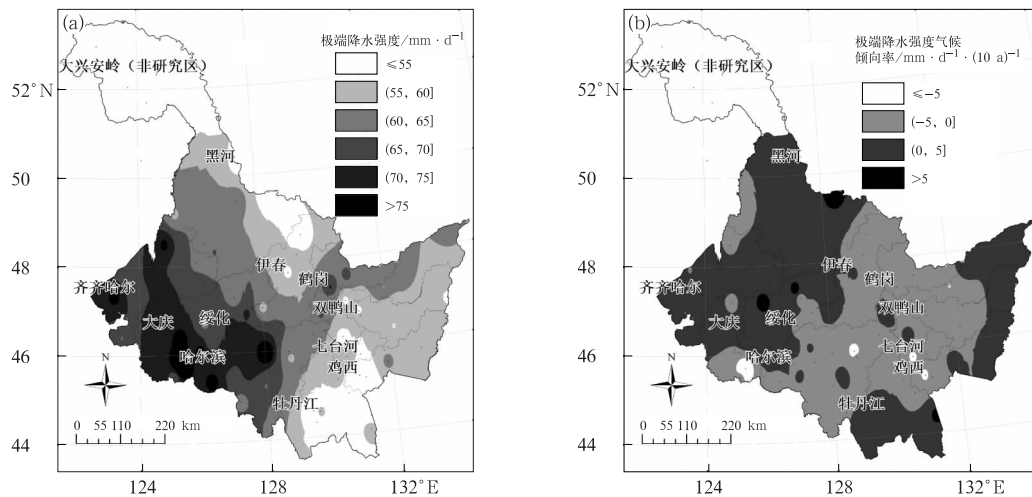 (a)
极端降水强度/mm·d⁻¹
≤55
(55，60]
(60，65]
(65，70]
(70，75]
>75
大兴安岭（非研究区）
52°N
50
48
46
44
黑河
伊春
鹤岗
齐齐哈尔
双鸭山
大庆
绥化
七台河
哈尔滨
鸡西
牡丹江
N
0 55 110 220 km
124 128 132°E
(b)
极端降水强度气候
倾向率/mm·d⁻¹·(10 a)⁻¹
≤-5
(-5，0]
(0，5]
>5
大兴安岭（非研究区）
52°N
50
48
46
44
黑河
伊春
鹤岗
齐齐哈尔
双鸭山
大庆
绥化
七台河
哈尔滨
鸡西
牡丹江
N
0 55 110 220 km
124 128 132°E